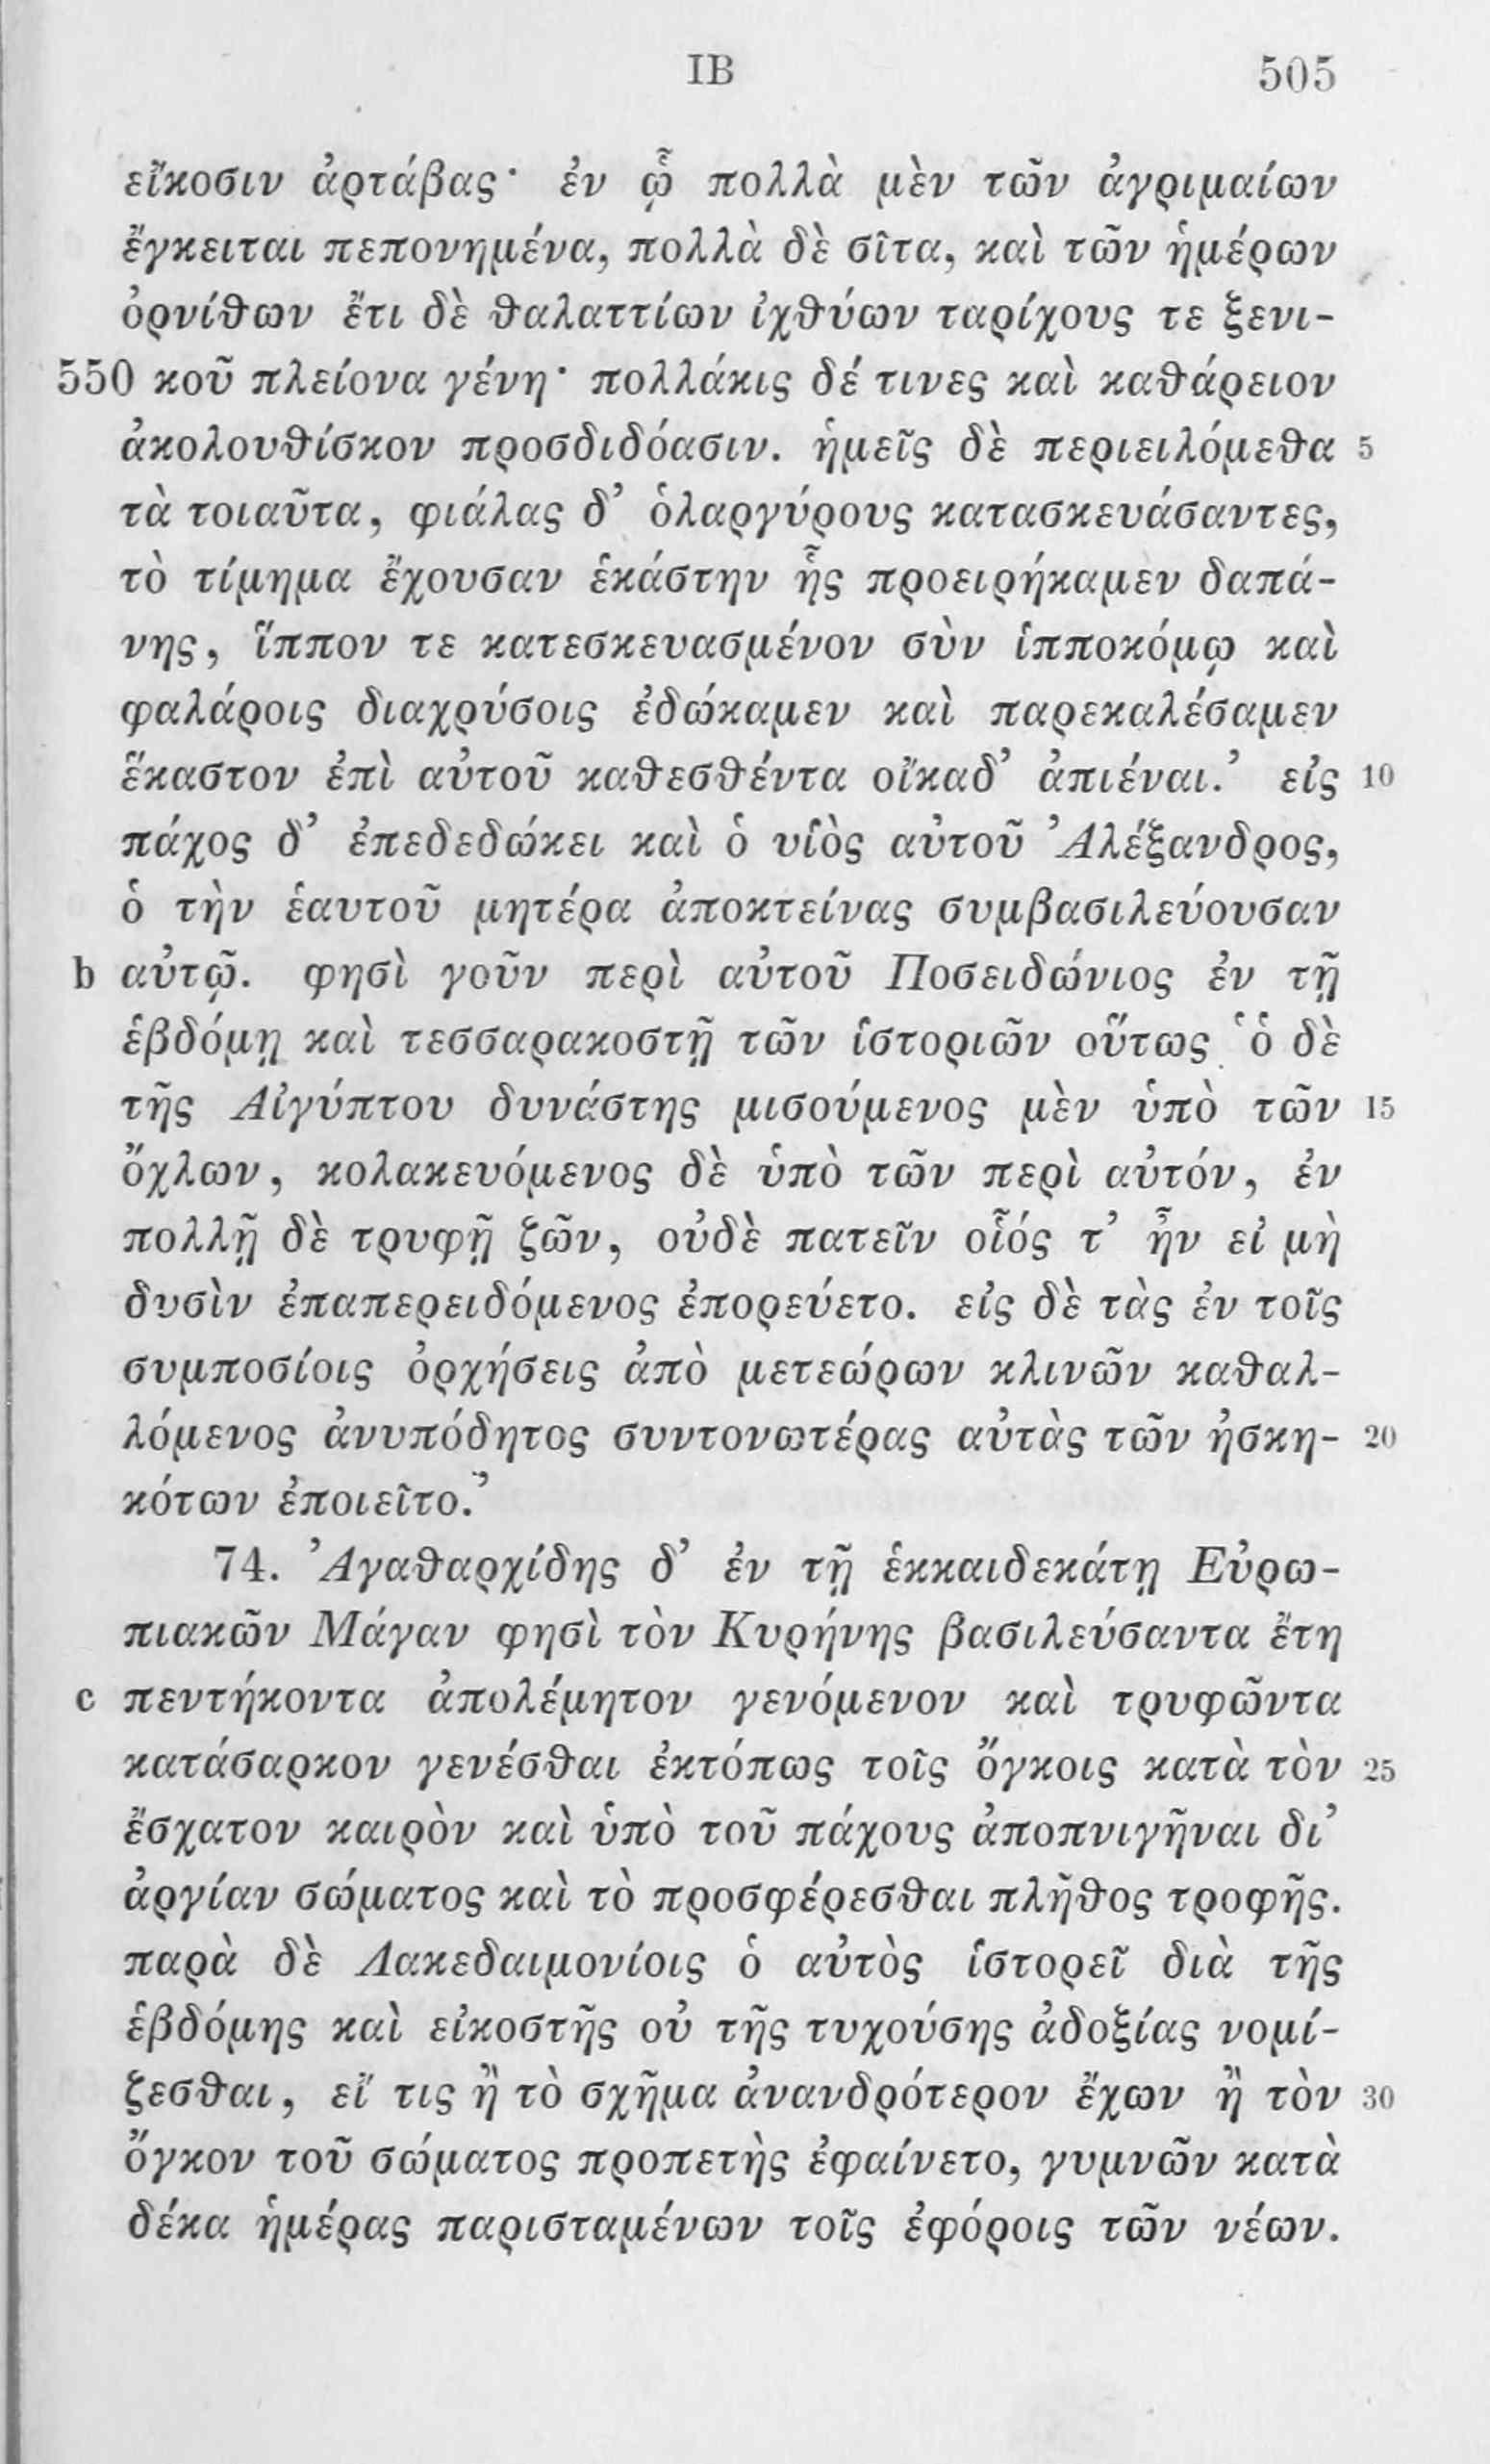 ΙΒ 505
εἴκοσιν ἀρτάβας· ἐν ᾧ πολλὰ μὲν τῶν ἀγριμαίων
ἔγκειται πεπονημένα, πολλὰ δὲ σῖτα, καὶ τῶν ἡμέρων
ὀρνίθων ἔτι δὲ θαλαττίων ἰχθύων ταρίχους τε ξενι-
550 κοῦ πλείονα γένη· πολλάκις δέ τινες καὶ καθάρειον
ἀκολουθίσκον προσδιδόασιν. ἡμεῖς δὲ περιειλόμεθα 5
τὰ τοιαῦτα, φιάλας δ’ ὁλαργύρους κατασκευάσαντες,
τὸ τίμημα ἔχουσαν ἑκάστην ἧς προειρήκαμεν δαπά-
νης, ἵππον τε κατεσκευασμένον σὺν ἱπποκόμῳ καὶ
φαλάροις διαχρύσοις ἐδώκαμεν καὶ παρεκαλέσαμεν
ἕκαστον ἐπὶ αὐτοῦ καθεσθέντα οἴκαδ’ ἀπιέναι.’ εἰς 10
πάχος δ’ ἐπεδεδώκει καὶ ὁ υἱὸς αὐτοῦ Ἀλέξανδρος,
ὁ τὴν ἑαυτοῦ μητέρα ἀποκτείνας συμβασιλεύουσαν
b αὐτῷ. φησὶ γοῦν περὶ αὐτοῦ Ποσειδώνιος ἐν τῇ
ἑβδόμῃ καὶ τεσσαρακοστῇ τῶν ἱστοριῶν οὕτως ‘ὁ δὲ
τῆς Αἰγύπτου δυνάστης μισούμενος μὲν ὑπὸ τῶν 15
ὄχλων, κολακευόμενος δὲ ὑπὸ τῶν περὶ αὐτόν, ἐν
πολλῇ δὲ τρυφῇ ζῶν, οὐδὲ πατεῖν οἷός τ’ ἦν εἰ μὴ
δυσὶν ἐπαπερειδόμενος ἐπορεύετο. εἰς δὲ τὰς ἐν τοῖς
συμποσίοις ὀρχήσεις ἀπὸ μετεώρων κλινῶν καθαλ-
λόμενος ἀνυπόδητος συντονωτέρας αὐτὰς τῶν ἠσκη- 20
κότων ἐποιεῖτο.’
74. Ἀγαθαρχίδης δ’ ἐν τῇ ἑκκαιδεκάτῃ Εὐρω-
πιακῶν Μάγαν φησὶ τὸν Κυρήνης βασιλεύσαντα ἔτη
c πεντήκοντα ἀπολέμητον γενόμενον καὶ τρυφῶντα
κατάσαρκον γενέσθαι ἐκτόπως τοῖς ὄγκοις κατὰ τὸν 25
ἔσχατον καιρὸν καὶ ὑπὸ τοῦ πάχους ἀποπνιγῆναι δι’
ἀργίαν σώματος καὶ τὸ προσφέρεσθαι πλῆθος τροφῆς.
παρὰ δὲ Λακεδαιμονίοις ὁ αὐτὸς ἱστορεῖ διὰ τῆς
ἑβδόμης καὶ εἰκοστῆς οὐ τῆς τυχούσης ἀδοξίας νομί-
ζεσθαι, εἴ τις ἢ τὸ σχῆμα ἀνανδρότερον ἔχων ἢ τὸν 30
ὄγκον τοῦ σώματος προπετὴς ἐφαίνετο, γυμνῶν κατὰ
δέκα ἡμέρας παρισταμένων τοῖς ἐφόροις τῶν νέων.